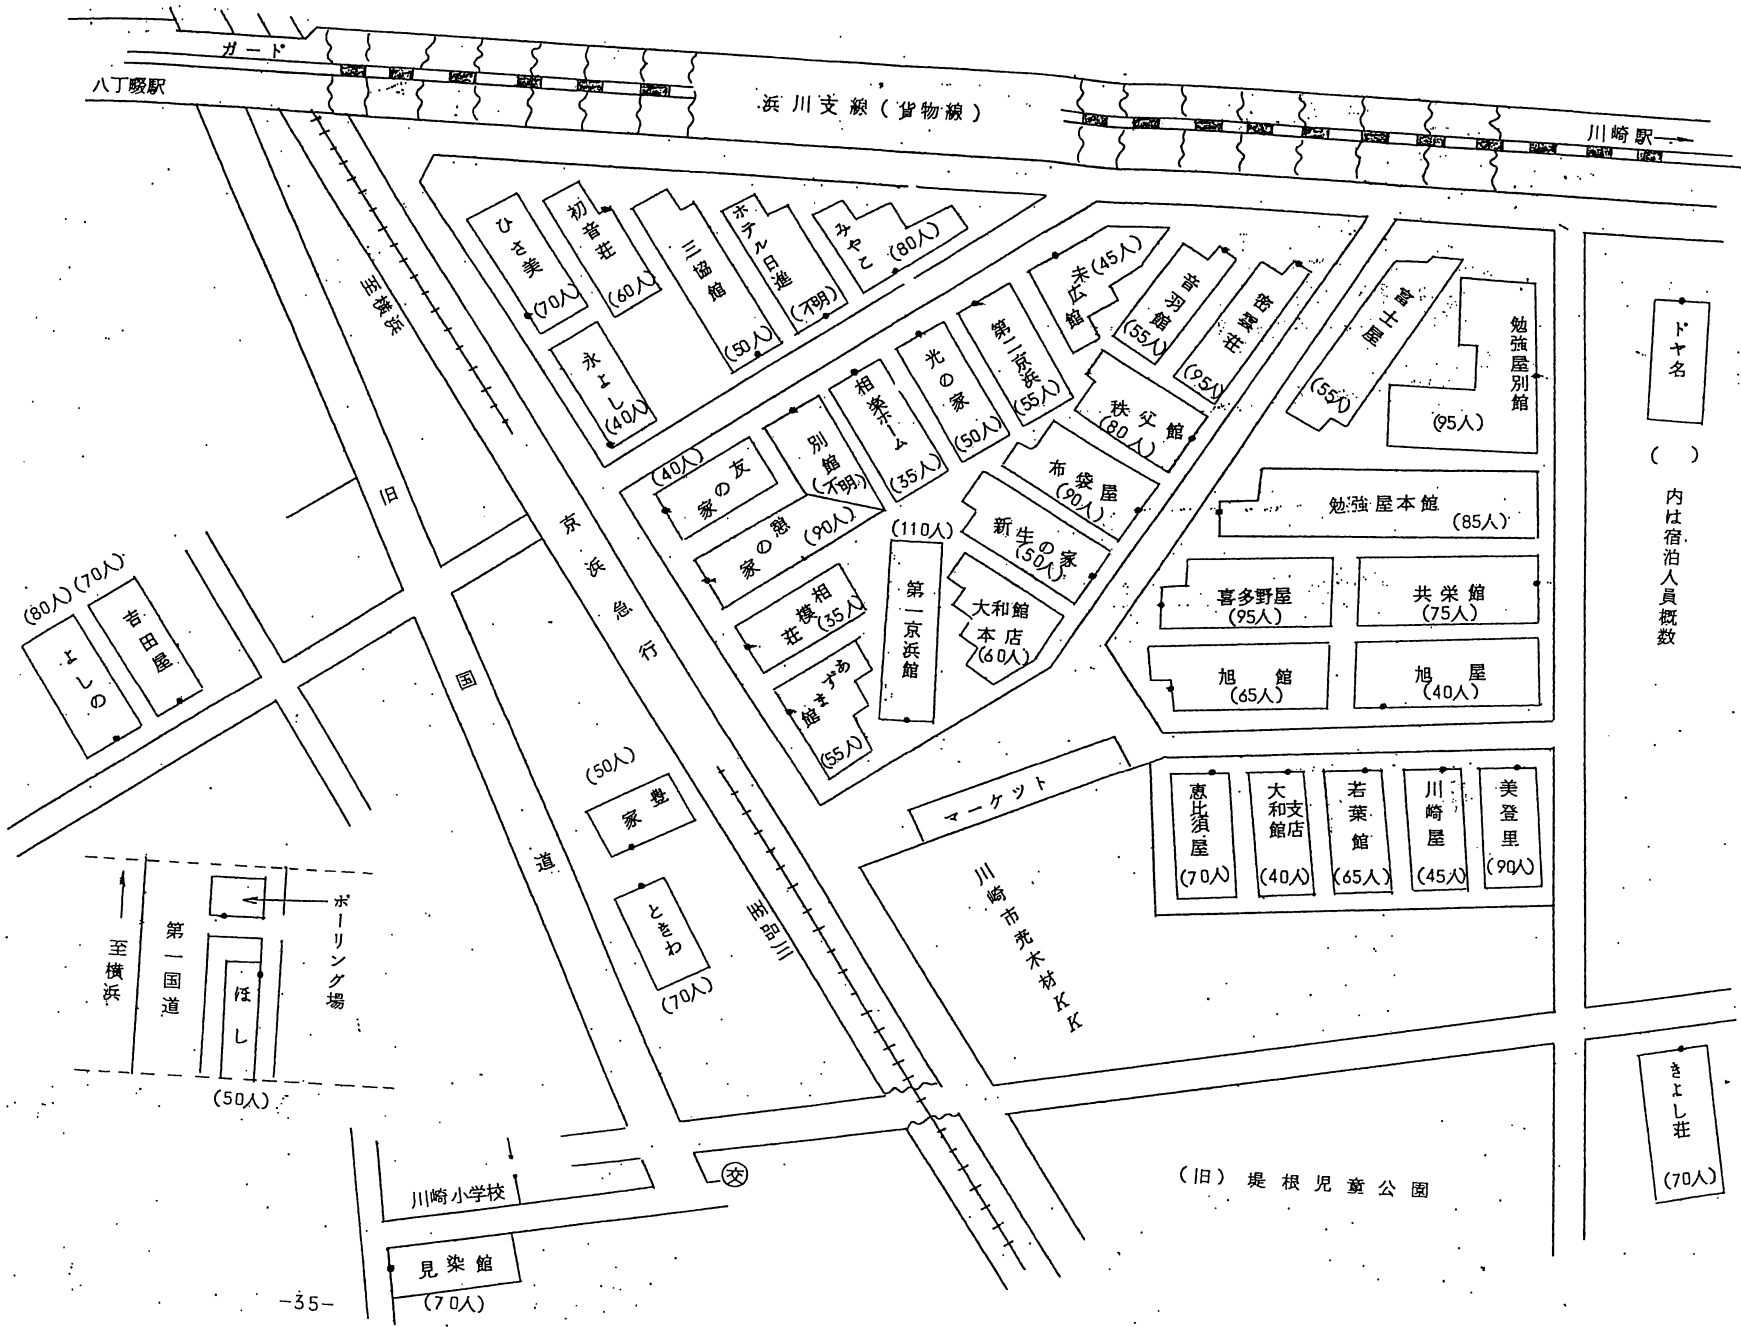 ガード
八丁畷駅
浜川支線(貨物線)
川崎駅
至横浜
ひさ美
(70人)
初音荘
(60人)
三協館
(50人)
ホテル日進
(不明)
みやこ
(80人)
永よし
(40人)
末広館
(45人)
音羽館
(55人)
荘
(95人)
富士屋
(55人)
勉強屋別館
(95人)
ドヤ名
( )
内は宿泊人員概数
第二京浜
(55人)
光の家
(50人)
相楽ホーム
(35人)
別館
(不明)
家の友
(40人)
家の憩
(90人)
相模荘
(35人)
あずま館
(55人)
秩父館
(80人)
布袋屋
(90人)
新生の家
(50人)
(110人)
第一京浜館
大和館
本店
(60人)
勉強屋本館
(85人)
喜多野屋
(95人)
共栄館
(75人)
旭館
(65人)
旭屋
(40人)
旧国道
京浜急行
(80人)
よしの
(70人)
吉田屋
(50人)
豊家
ときわ
(70人)
至品川
マーケット
川崎市売木材KK
恵比須屋
(70人)
大和館支店
(40人)
若葉館
(65人)
川崎屋
(45人)
美登里
(90人)
至横浜
第一国道
ボーリング場
ほし
(50人)
きよし荘
(70人)
(旧)堤根児童公園
交
川崎小学校
見染館
(70人)
-35-